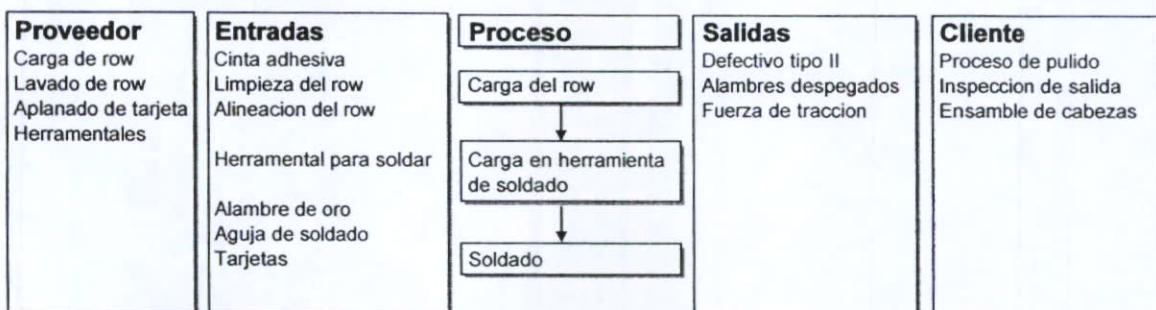 Proveedor
Carga de row
Lavado de row
Aplanado de tarjeta
Herramentales
Entradas
Cinta adhesiva
Limpieza del row
Alineacion del row
Herramental para soldar
Alambre de oro
Aguja de soldado
Tarjetas
Proceso
Carga del row
Carga en herramienta
de soldado
Soldado
Salidas
Defectivo tipo II
Alambres despegados
Fuerza de traccion
Cliente
Proceso de pulido
Inspeccion de salida
Ensamble de cabezas